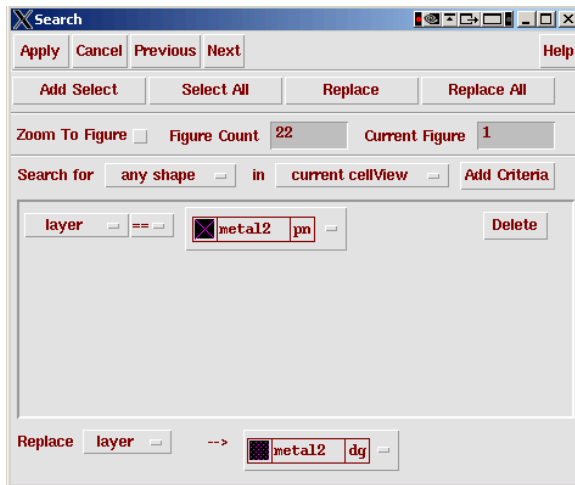 Search
Apply Cancel Previous Next Help
Add Select Select All Replace Replace All
Zoom To Figure Figure Count 22 Current Figure 1
Search for any shape in current cellView Add Criteria
layer == metal2 pn Delete
Replace layer --> metal2 dg